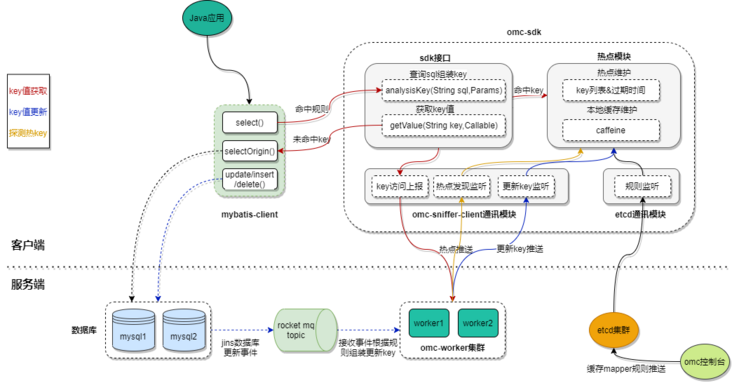 Java应用
omc-sdk
key值获取
key值更新
探测热key
sdk接口
查询sql组装key
analysisKey(String sql,Params)
获取key值
getValue(String key,Callable)
热点模块
热点维护
key列表&过期时间
本地缓存维护
caffeine
命中规则
命中key
未命中key
select()
selectOrigin()
update/insert
/delete()
mybatis-client
key访问上报
热点发现监听
更新key监听
omc-sniffer-client通讯模块
规则监听
etcd通讯模块
热点推送
更新key推送
客户端
服务端
数据库
mysql1
mysql2
jins数据库
更新事件
rocket mq
topic
接收事件根据规
则组装更新key
worker1
worker2
omc-worker集群
etcd集群
omc控制台
缓存mapper规则推送